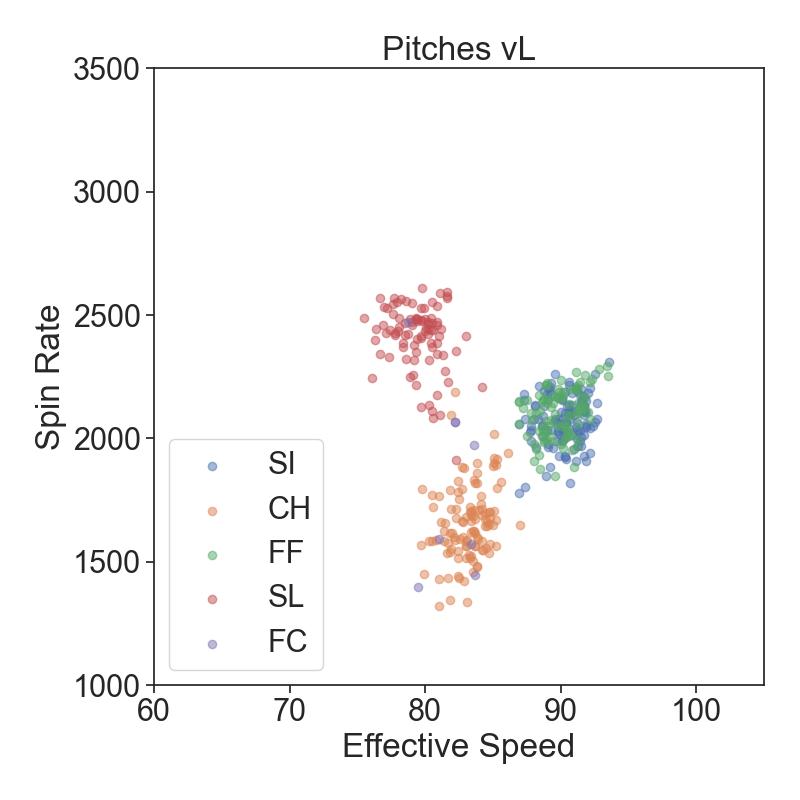 Pitches vL
3500
3000
2500
2000
1500
1000
Spin Rate
SI
CH
FF
SL
FC
60 70 80 90 100
Effective Speed